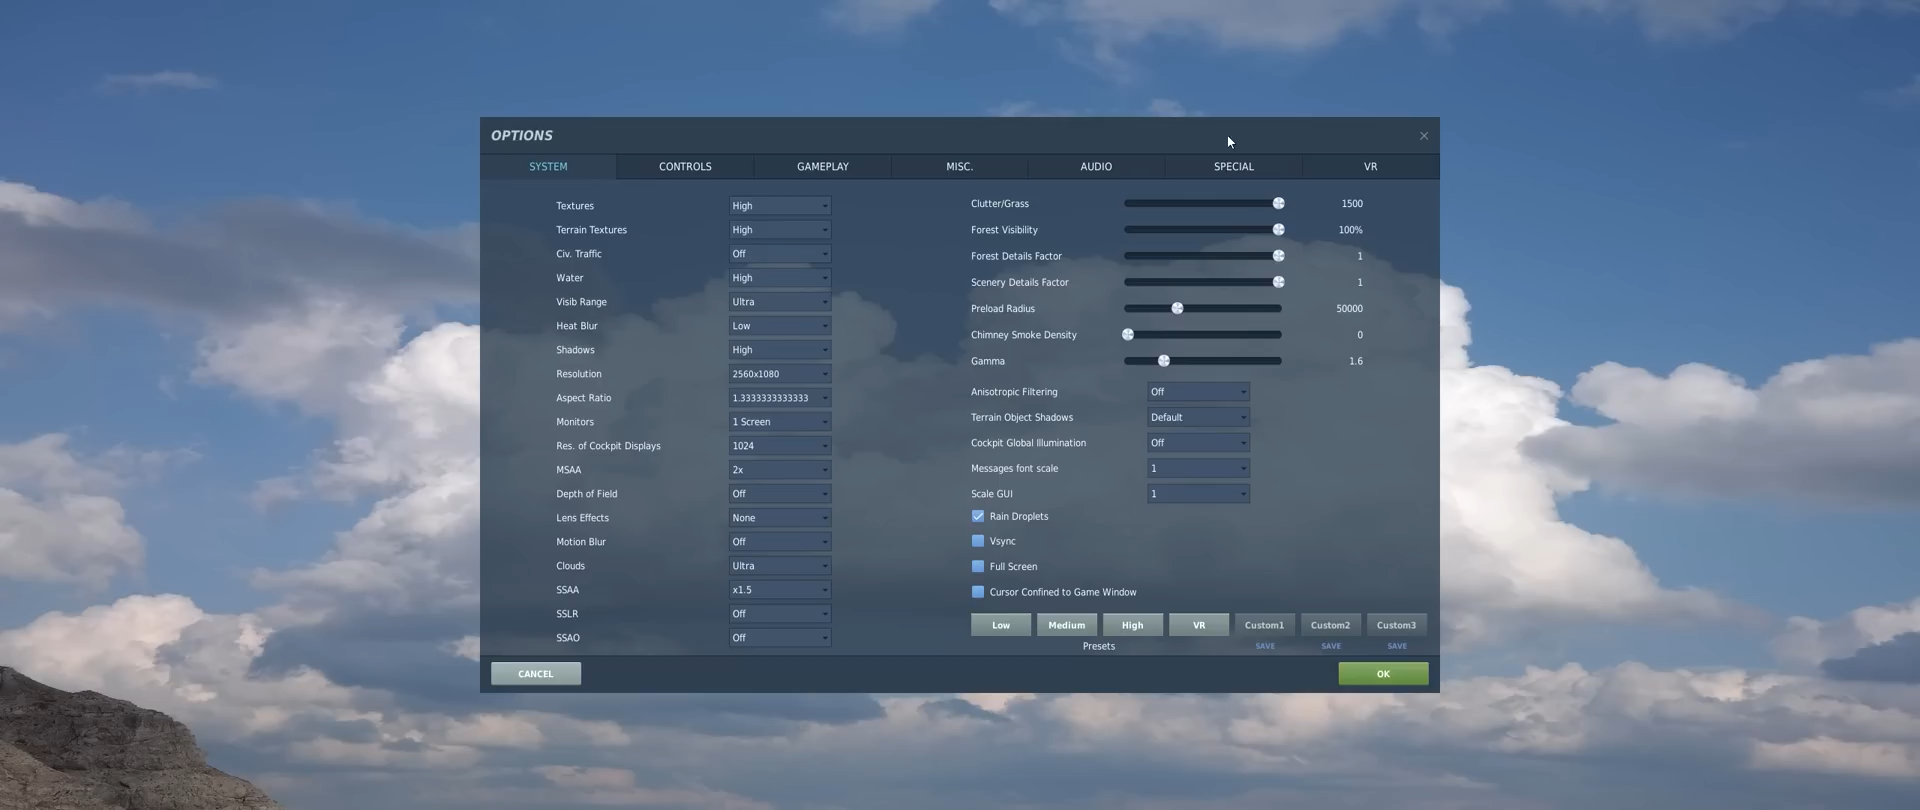 OPTIONS
SYSTEM CONTROLS GAMEPLAY MISC. AUDIO SPECIAL VR
Textures High
Terrain Textures High
Civ. Traffic Off
Water High
Visib Range Ultra
Heat Blur Low
Shadows High
Resolution 2560x1080
Aspect Ratio 1.3333333333333
Monitors 1 Screen
Res. of Cockpit Displays 1024
MSAA 2x
Depth of Field Off
Lens Effects None
Motion Blur Off
Clouds Ultra
SSAA x1.5
SSLR Off
SSAO Off
Clutter/Grass 1500
Forest Visibility 100%
Forest Details Factor 1
Scenery Details Factor 1
Preload Radius 50000
Chimney Smoke Density 0
Gamma 1.6
Anisotropic Filtering Off
Terrain Object Shadows Default
Cockpit Global Illumination Off
Messages font scale 1
Scale GUI 1
Rain Droplets
Vsync
Full Screen
Cursor Confined to Game Window
Low Medium High VR Custom1 Custom2 Custom3
Presets SAVE SAVE SAVE
CANCEL OK